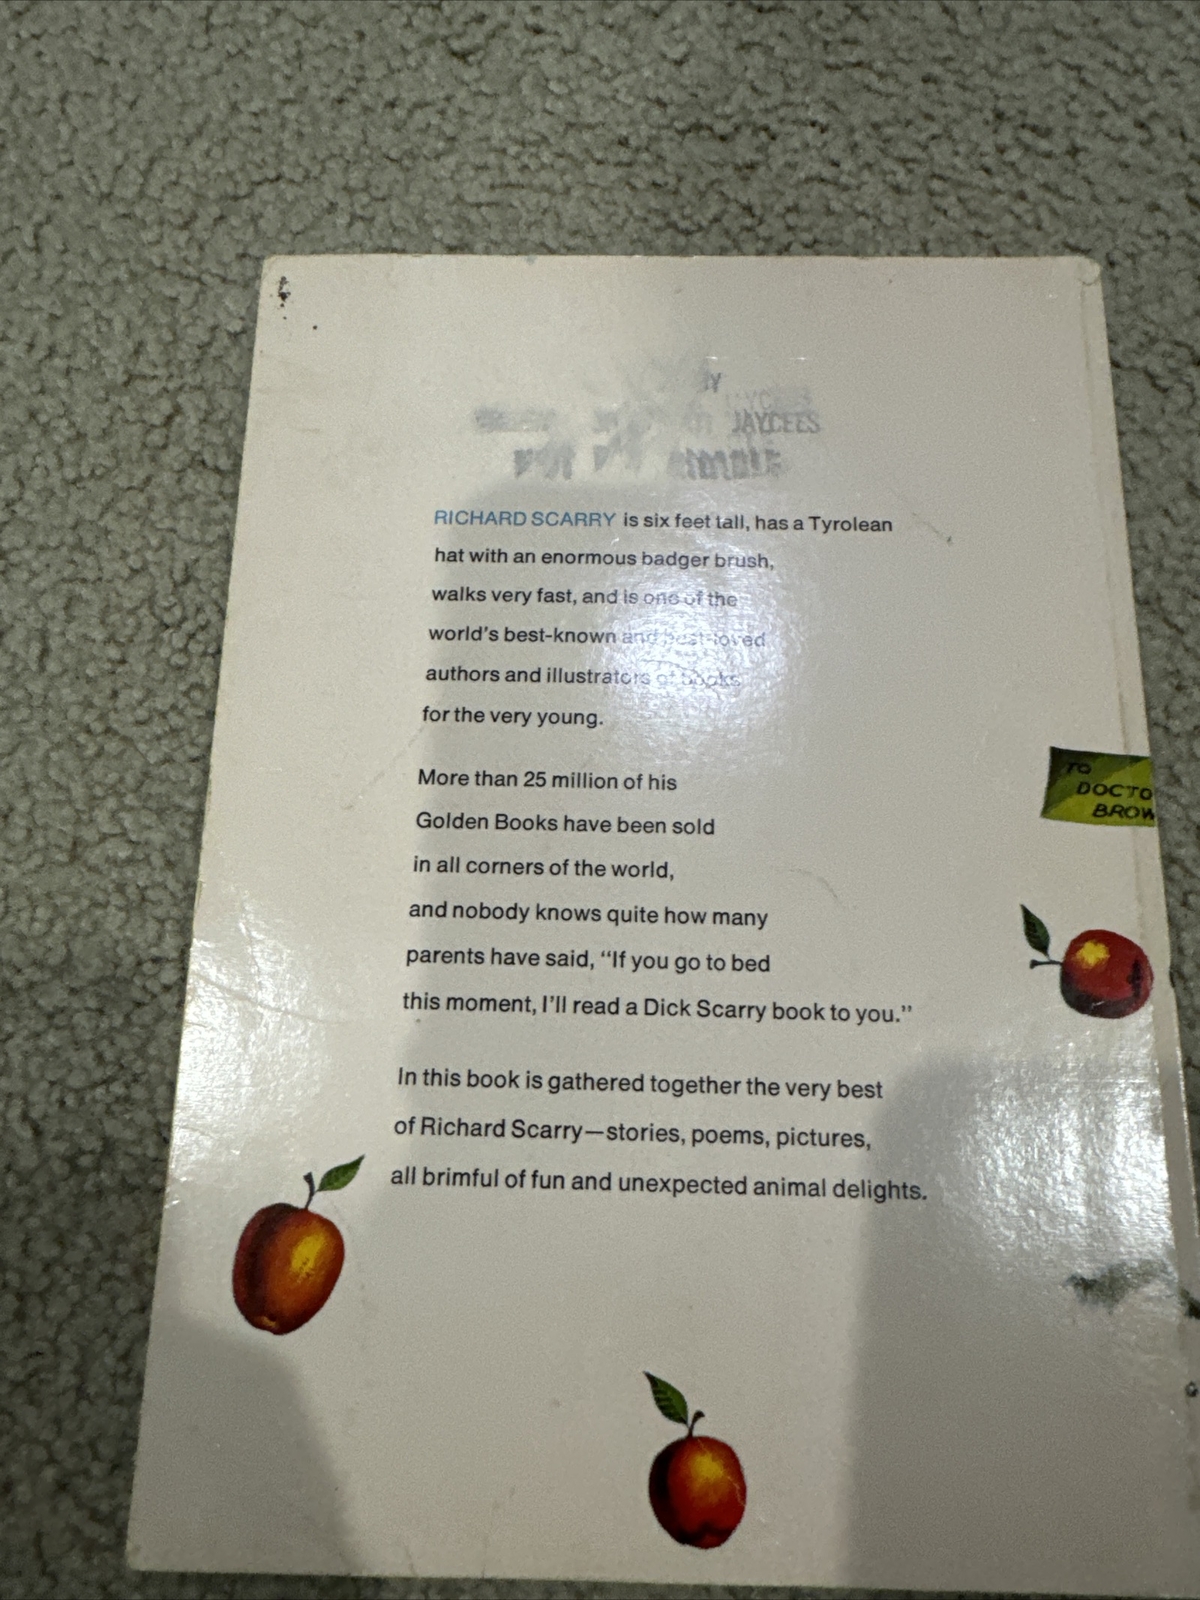 BY
JAYCEES
RICHARD SCARRY is six feet tall, has a Tyrolean
hat with an enormous badger brush,
walks very fast, and is one of the
world's best-known and best-loved
authors and illustrators of books
for the very young.
More than 25 million of his
Golden Books have been sold
in all corners of the world,
and nobody knows quite how many
parents have said, “If you go to bed
this moment, I'll read a Dick Scarry book to you.”
In this book is gathered together the very best
of Richard Scarry—stories, poems, pictures,
all brimful of fun and unexpected animal delights.
TO
DOCTO
BROW